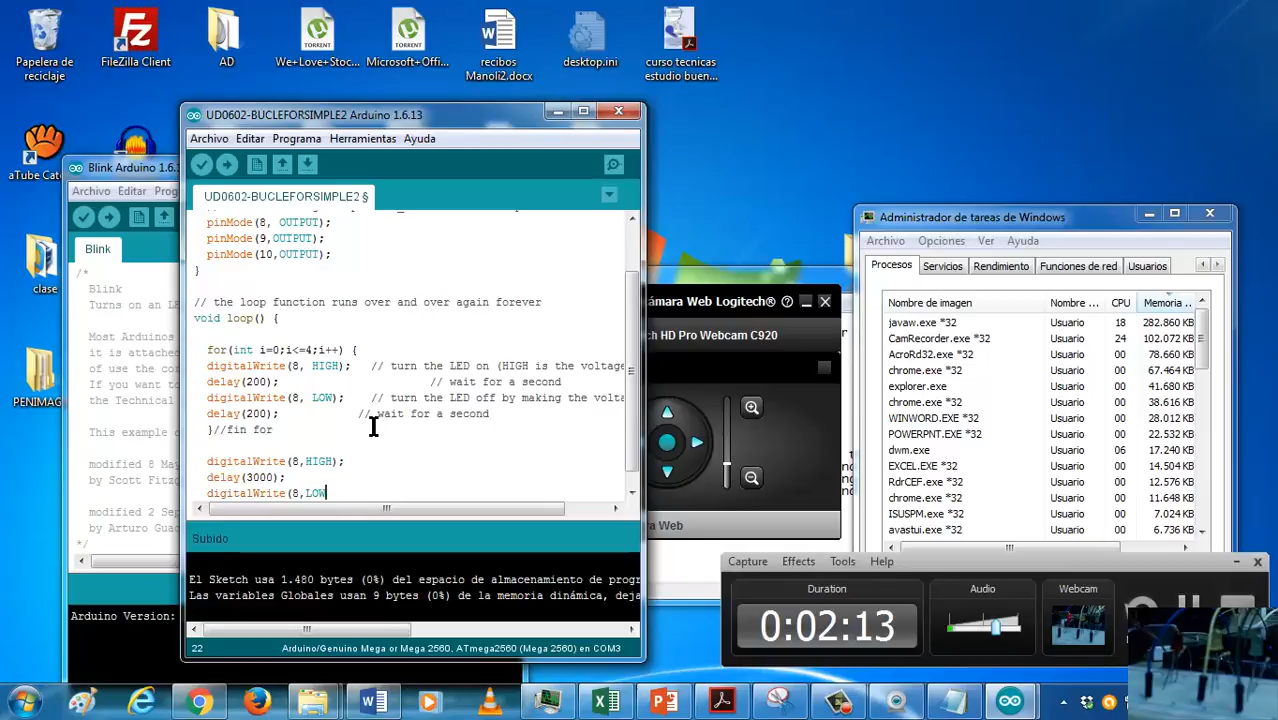 Papelera de reciclaje
FileZilla Client
AD
We+Love+Stoc...
Microsoft+Offi...
recibos Manoli2.docx
desktop.ini
curso tecnicas estudio buen...
aTube Catc
clase
PENIMAG
Blink Arduino 1.6.1
Archivo Editar Prog
Blink
/*
Blink
Turns on an LE
Most Arduinos
it is attached
of use the cor
If you want to
the Technical
This example c
modified 8 May
by Scott Fitzg
modified 2 Sep
by Arturo Guac
*/
Arduino Version:
UD0602-BUCLEFORSIMPLE2 Arduino 1.6.13
Archivo Editar Programa Herramientas Ayuda
UD0602-BUCLEFORSIMPLE2 §
pinMode(8, OUTPUT);
pinMode(9,OUTPUT);
pinMode(10,OUTPUT);
}
// the loop function runs over and over again forever
void loop() {
for(int i=0;i<=4;i++) {
digitalWrite(8, HIGH);   // turn the LED on (HIGH is the voltage
delay(200);                      // wait for a second
digitalWrite(8, LOW);    // turn the LED off by making the volta
delay(200);            // wait for a second
}//fin for
digitalWrite(8,HIGH);
delay(3000);
digitalWrite(8,LOW
Subido
El Sketch usa 1.480 bytes (0%) del espacio de almacenamiento de progr
Las variables Globales usan 9 bytes (0%) de la memoria dinámica, deja
22 Arduino/Genuino Mega or Mega 2560, ATmega2560 (Mega 2560) en COM3
ámara Web Logitech®
ch HD Pro Webcam C920
ra Web
Administrador de tareas de Windows
Archivo Opciones Ver Ayuda
Procesos Servicios Rendimiento Funciones de red Usuarios
Nombre de imagen Nombre ... CPU Memoria ..
javaw.exe *32 Usuario 18 282.860 KB
CamRecorder.exe *32 Usuario 24 102.072 KB
AcroRd32.exe *32 Usuario 00 78.660 KB
chrome.exe *32 Usuario 00 67.464 KB
explorer.exe Usuario 00 41.680 KB
chrome.exe *32 Usuario 00 38.616 KB
WINWORD.EXE *32 Usuario 00 28.012 KB
POWERPNT.EXE *32 Usuario 00 22.532 KB
dwm.exe Usuario 06 17.240 KB
EXCEL.EXE *32 Usuario 00 14.504 KB
RdrCEF.exe *32 Usuario 00 12.148 KB
chrome.exe *32 Usuario 00 11.648 KB
ISUSPM.exe *32 Usuario 00 7.024 KB
avastui.exe *32 Usuario 00 6.736 KB
Capture Effects Tools Help
Duration
0:02:13
Audio
Webcam